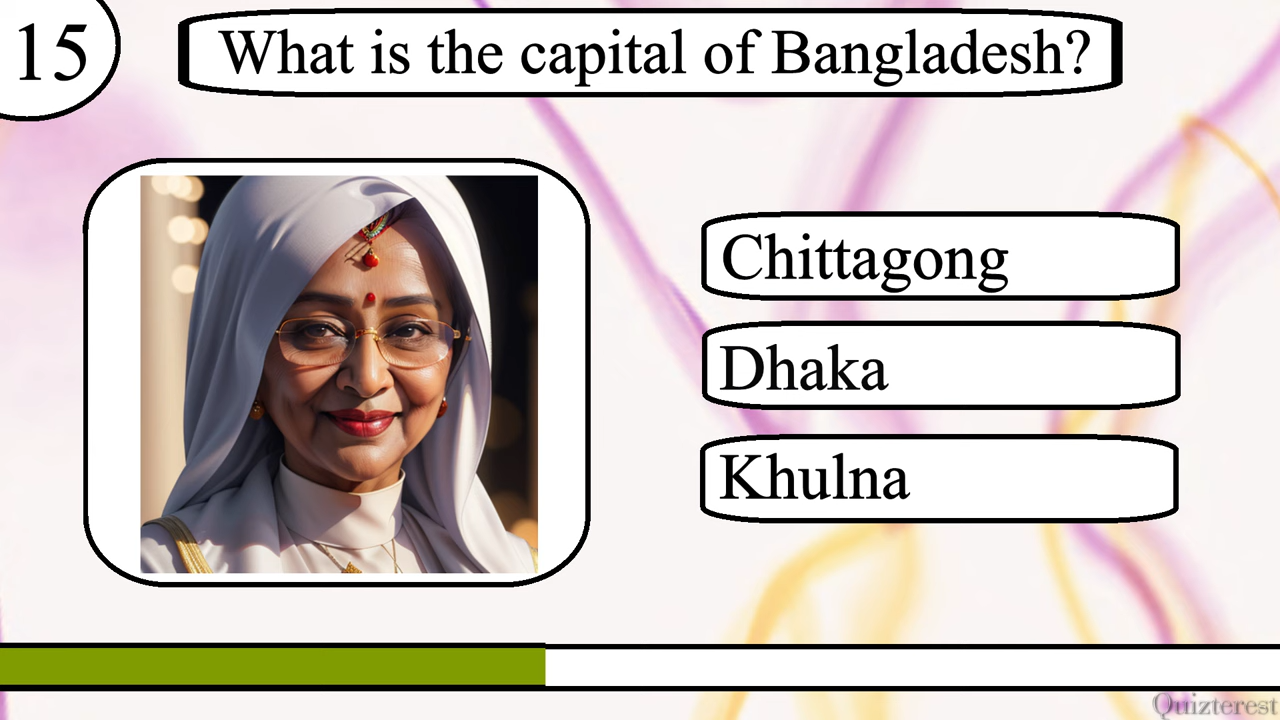 15
What is the capital of Bangladesh?
Chittagong
Dhaka
Khulna
Quizterest